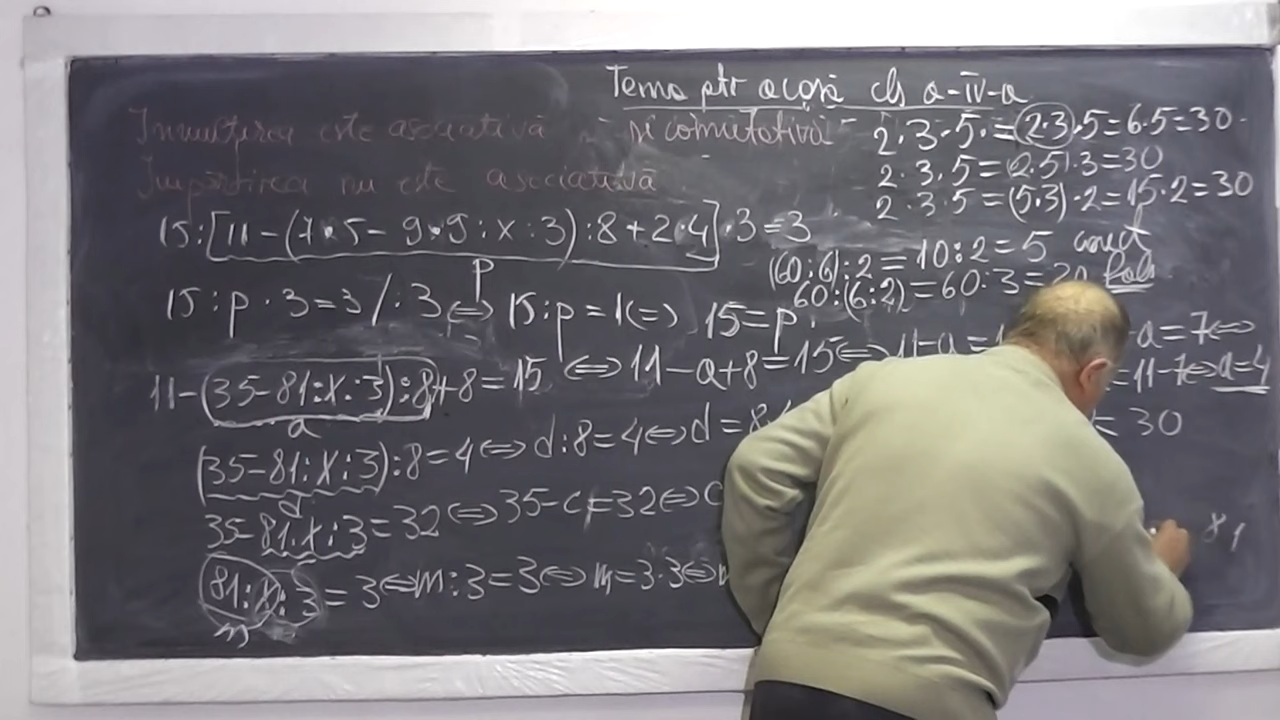 Tema ptr acasă cls a-IV-a
Inmulțirea este asociativă și comutativă
Impărțirea nu este asociativă
2·3·5·=(2·3)·5=6·5=30
2·3·5=(2·5)·3=30
2·3·5=(5·3)·2=15·2=30
15:[11-(7·5-9·9:x:3):8+2·4]·3=3
p
(60:6):2=10:2=5 corect
60:(6:2)=60:3=20 fals
15:p·3=3/:3⇔15:p=1⇔15=p
11-(35-81:x:3):8+8=15⇔11-a+8=15⇔11-a= -a=7⇔
a
=11-7⇔a=4
(35-81:x:3):8=4⇔d:8=4⇔d=8 = 30
d
35-81:x:3=32⇔35-c=32⇔c
81:x:3=3⇔m:3=3⇔m=3·3⇔
m
81